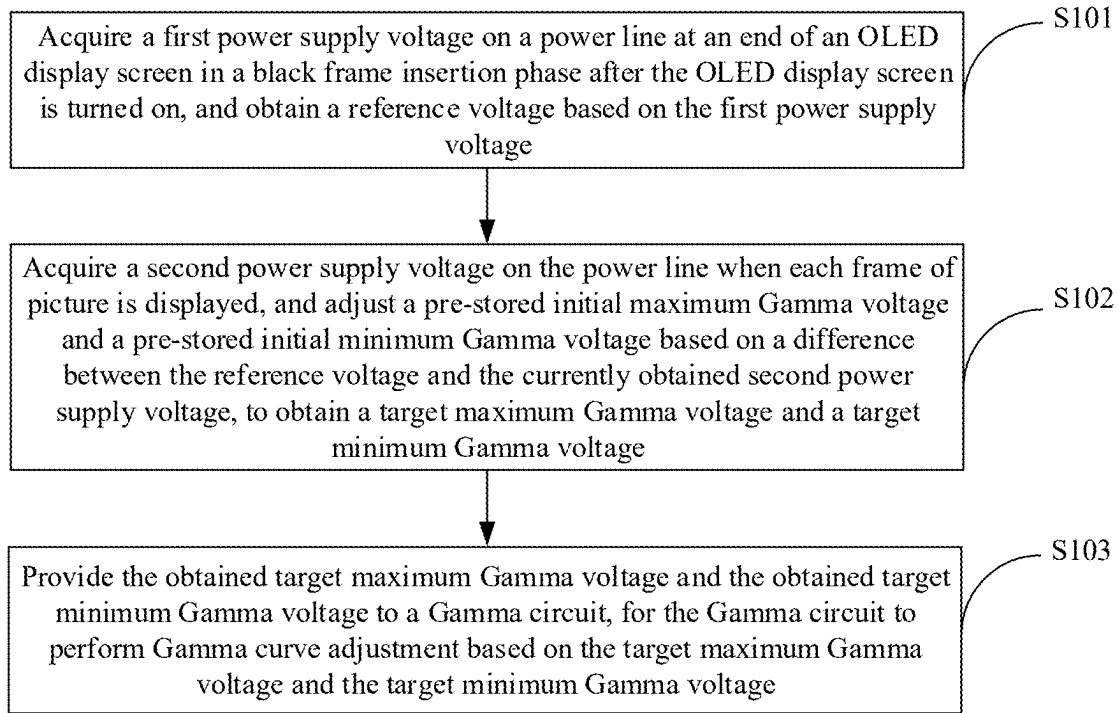 S101
Acquire a first power supply voltage on a power line at an end of an OLED
display screen in a black frame insertion phase after the OLED display screen
is turned on, and obtain a reference voltage based on the first power supply
voltage
S102
Acquire a second power supply voltage on the power line when each frame of
picture is displayed, and adjust a pre-stored initial maximum Gamma voltage
and a pre-stored initial minimum Gamma voltage based on a difference
between the reference voltage and the currently obtained second power
supply voltage, to obtain a target maximum Gamma voltage and a target
minimum Gamma voltage
S103
Provide the obtained target maximum Gamma voltage and the obtained target
minimum Gamma voltage to a Gamma circuit, for the Gamma circuit to
perform Gamma curve adjustment based on the target maximum Gamma
voltage and the target minimum Gamma voltage